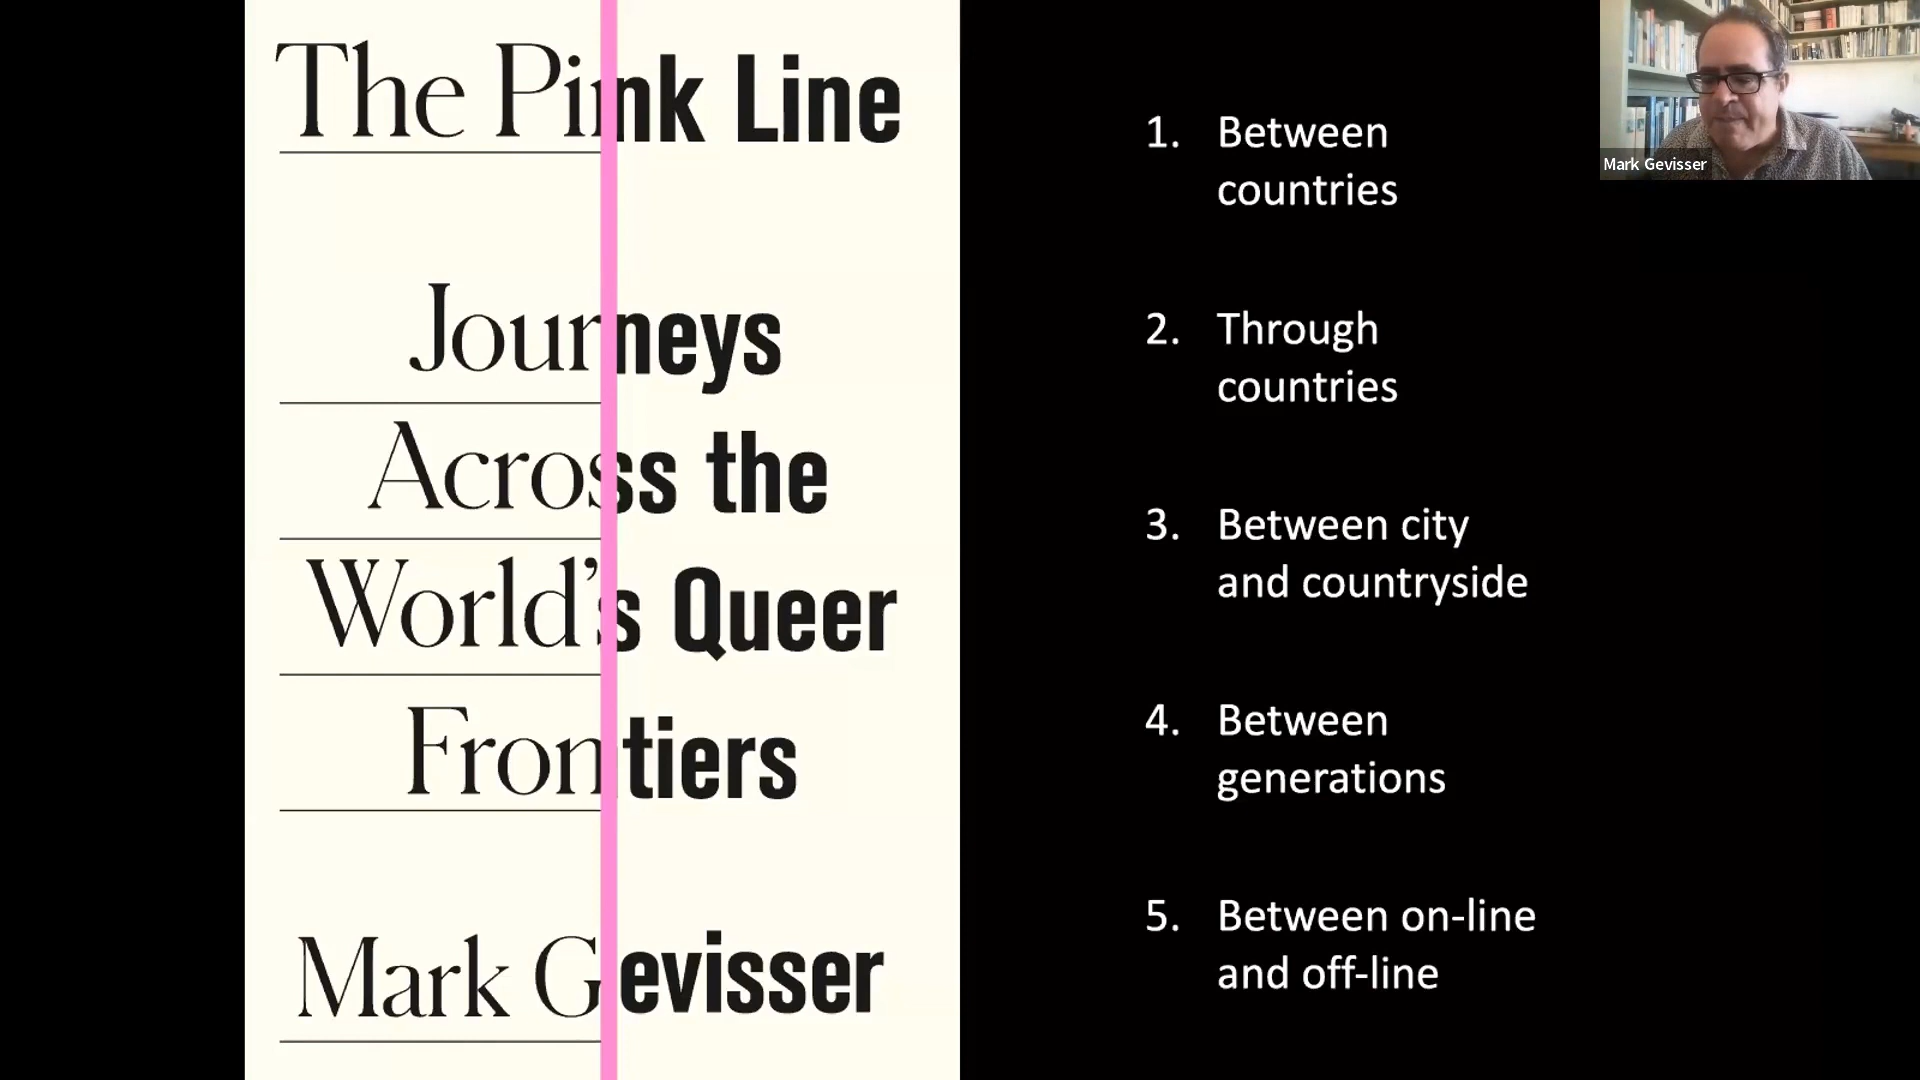 The Pink Line
Journeys
Across the
World's Queer
Frontiers
Mark Gevisser
1. Between
countries
2. Through
countries
3. Between city
and countryside
4. Between
generations
5. Between on-line
and off-line
Mark Gevisser